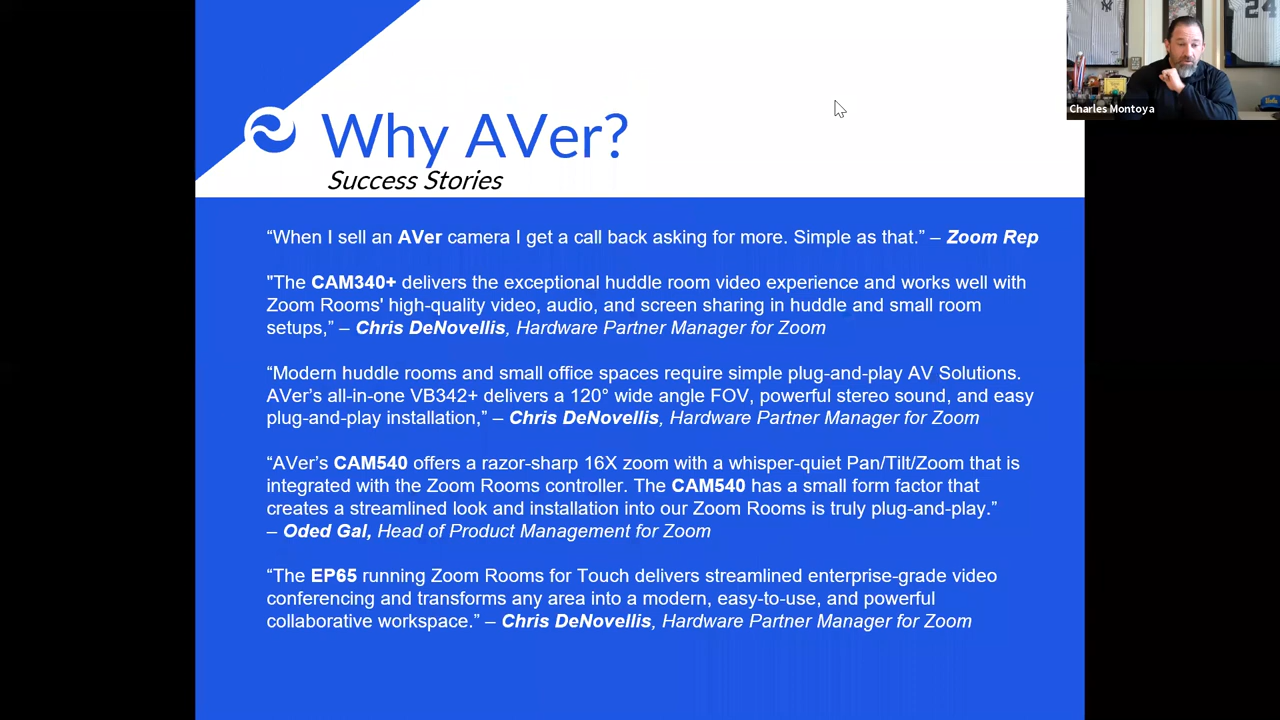 Charles Montoya
Why AVer?
Success Stories
“When I sell an AVer camera I get a call back asking for more. Simple as that.” – Zoom Rep
"The CAM340+ delivers the exceptional huddle room video experience and works well with
Zoom Rooms' high-quality video, audio, and screen sharing in huddle and small room
setups,” – Chris DeNovellis, Hardware Partner Manager for Zoom
“Modern huddle rooms and small office spaces require simple plug-and-play AV Solutions.
AVer’s all-in-one VB342+ delivers a 120° wide angle FOV, powerful stereo sound, and easy
plug-and-play installation,” – Chris DeNovellis, Hardware Partner Manager for Zoom
“AVer’s CAM540 offers a razor-sharp 16X zoom with a whisper-quiet Pan/Tilt/Zoom that is
integrated with the Zoom Rooms controller. The CAM540 has a small form factor that
creates a streamlined look and installation into our Zoom Rooms is truly plug-and-play.”
– Oded Gal, Head of Product Management for Zoom
“The EP65 running Zoom Rooms for Touch delivers streamlined enterprise-grade video
conferencing and transforms any area into a modern, easy-to-use, and powerful
collaborative workspace.” – Chris DeNovellis, Hardware Partner Manager for Zoom